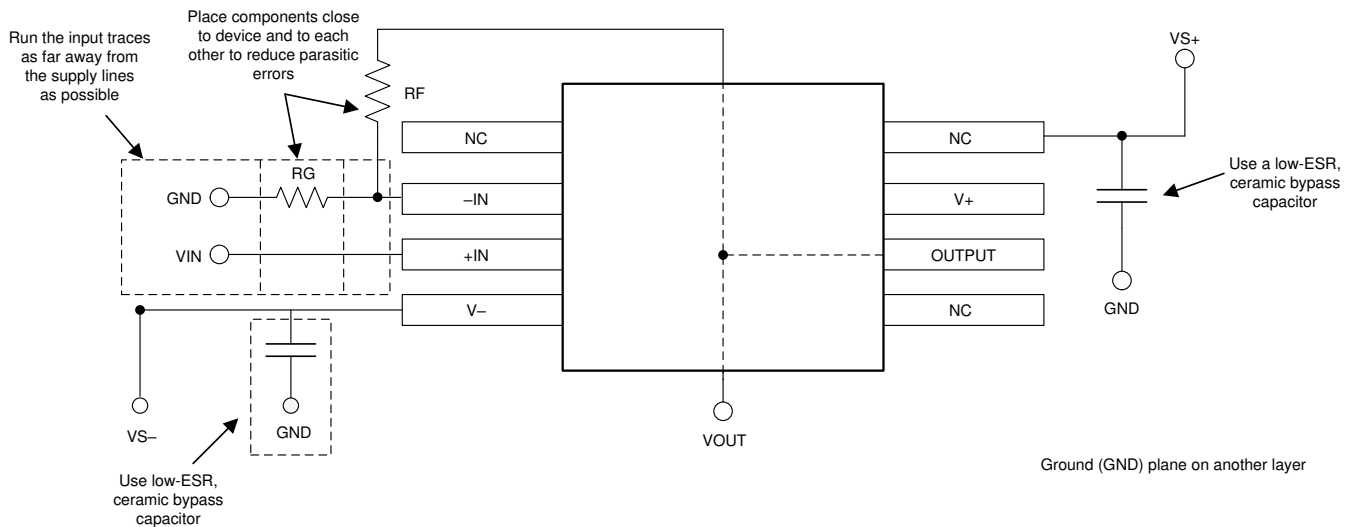 Place components close
to device and to each
other to reduce parasitic
errors
Run the input traces
as far away from
the supply lines
as possible
VS+
RF
NC
NC
Use a low-ESR,
ceramic bypass
capacitor
RG
GND
–IN
V+
VIN
+IN
OUTPUT
V–
NC
GND
VS–
GND
VOUT
Use low-ESR,
ceramic bypass
capacitor
Ground (GND) plane on another layer